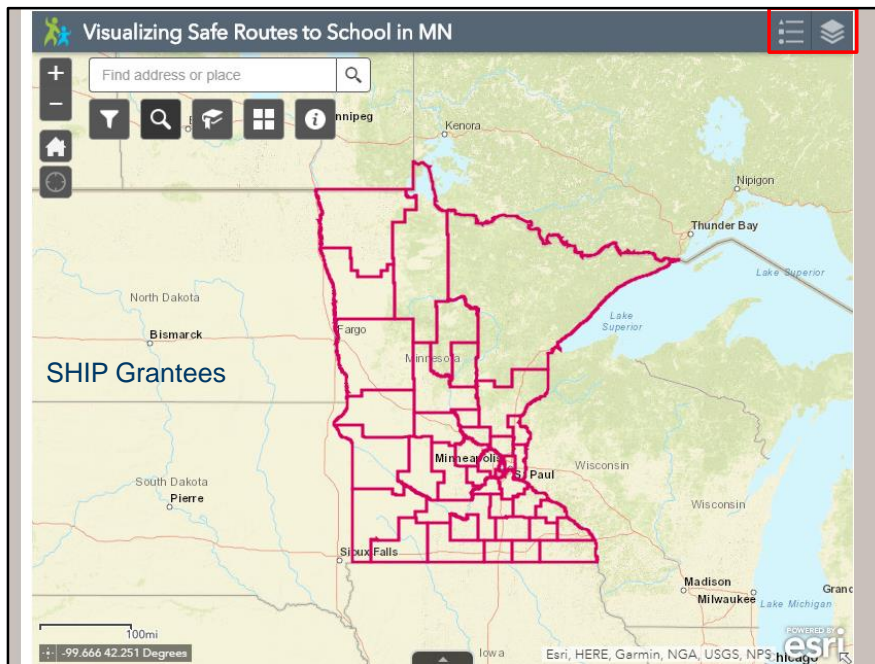 Visualizing Safe Routes to School in MN
+
Find address or place
−
nnipeg
Kenora
Nipigon
Thunder Bay
Lake Superior
North Dakota
Lake
Superior
Bismarck
Fargo
Minnesota
SHIP Grantees
Minneapolis
St Paul
Wisconsin
South Dakota
Pierre
Wisconsin
Sioux Falls
Madison
Milwaukee
Lake Michigan
Grand
100mi
POWERED BY
esri
-99.666 42.251 Degrees
Iowa
Esri, HERE, Garmin, NGA, USGS, NPS
Chicago